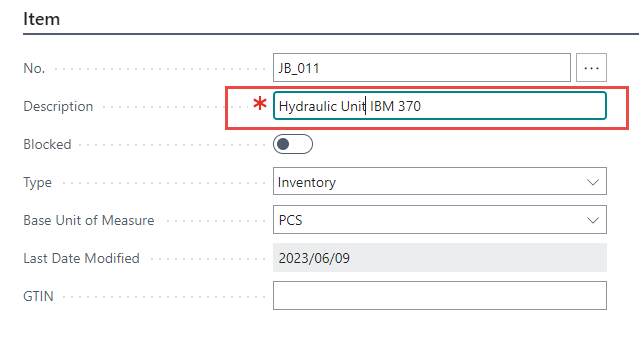 Item
No. JB_011 ...
Description * Hydraulic Unit IBM 370
Blocked
Type Inventory
Base Unit of Measure PCS
Last Date Modified 2023/06/09
GTIN